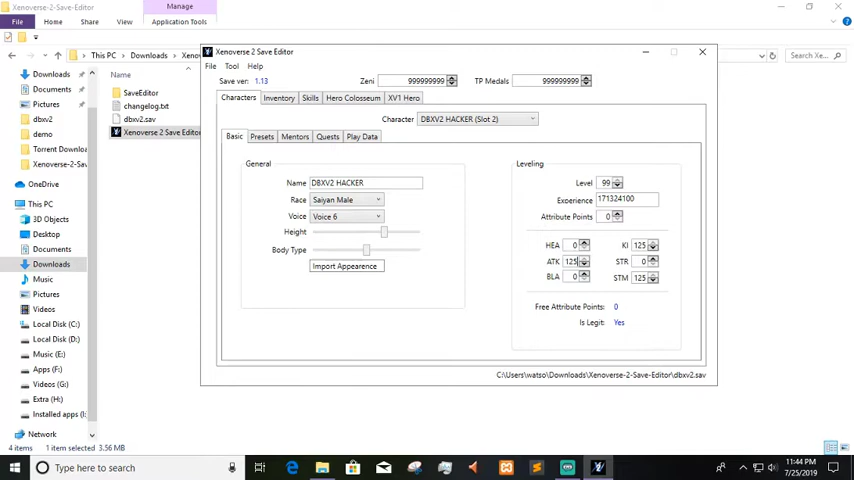 Xenoverse-2-Save-Editor
Manage
File Home Share View Application Tools
This PC Downloads
Search Xe...
Name
Downloads
Documents
Pictures
dbxv2
demo
Torrent Downlo
Xenoverse-2-Sav
OneDrive
This PC
3D Objects
Desktop
Documents
Downloads
Music
Pictures
Videos
Local Disk (C:)
Local Disk (D:)
Music (E:)
Apps (F:)
Videos (G:)
Extra (H:)
Installed apps (I:
Network
SaveEditor
changelog.txt
dbxv2.sav
Xenoverse 2 Save Editor
4 items 1 item selected 3.56 MB
Xenoverse 2 Save Editor
File Tool Help
Save ver: 1.13 Zeni 999999999 TP Medals 999999999
Characters Inventory Skills Hero Colosseum XV1 Hero
Character DBXV2 HACKER (Slot 2)
Basic Presets Mentors Quests Play Data
General
Name DBXV2 HACKER
Race Saiyan Male
Voice Voice 6
Height
Body Type
Import Appearence
Leveling
Level 99
Exoerience 171324100
Attribute Points 0
HEA 0 KI 125
ATK 125 STR 0
BLA 0 STM 125
Free Attribute Points: 0
Is Legit: Yes
C:\Users\watso\Downloads\Xenoverse-2-Save-Editor\dbxv2.sav
Type here to search
11:44 PM
7/25/2019